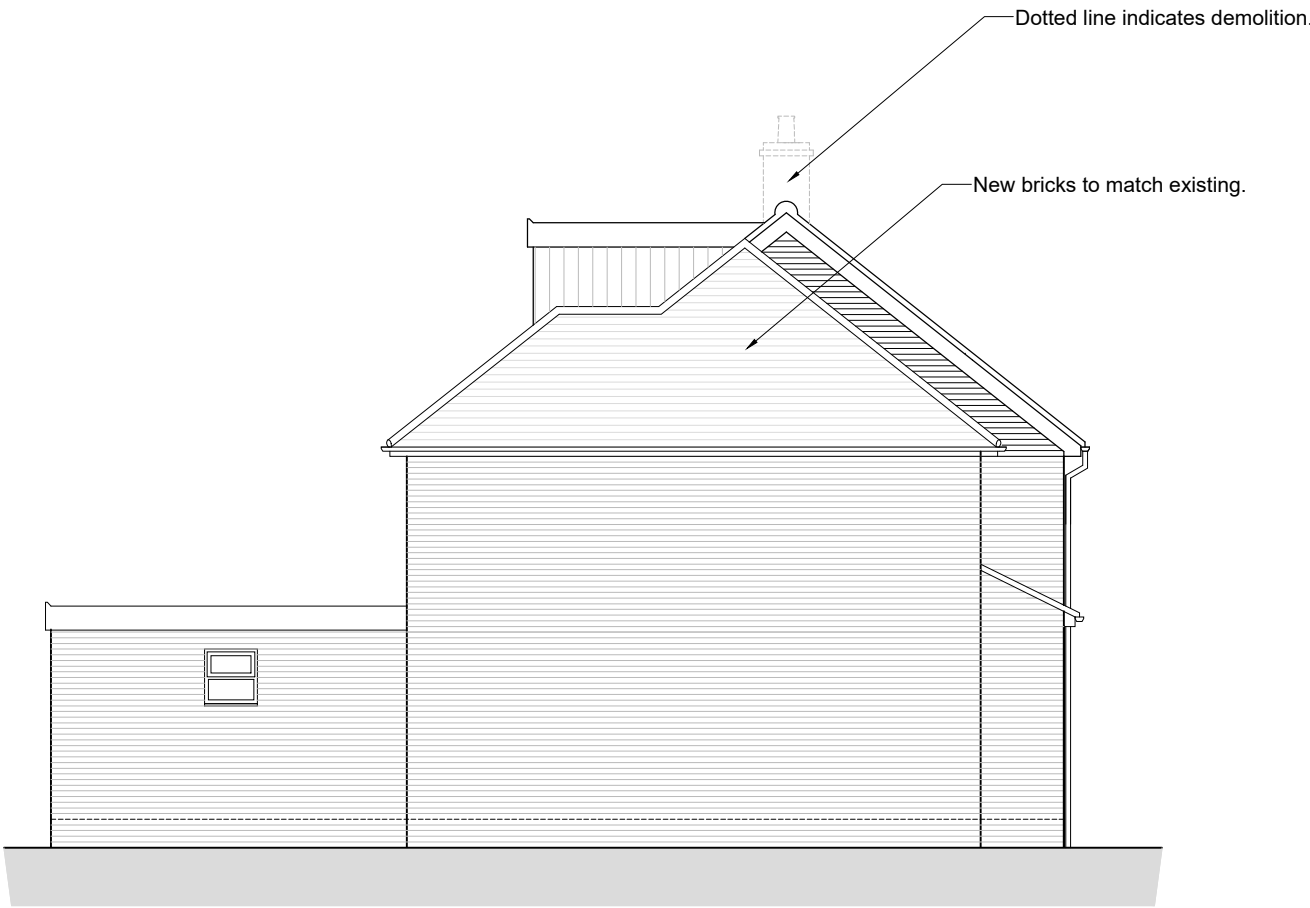 Dotted line indicates demolition.
New bricks to match existing.